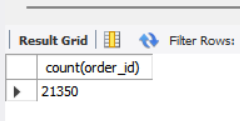 Result Grid Filter Rows:
count(order_id)
21350